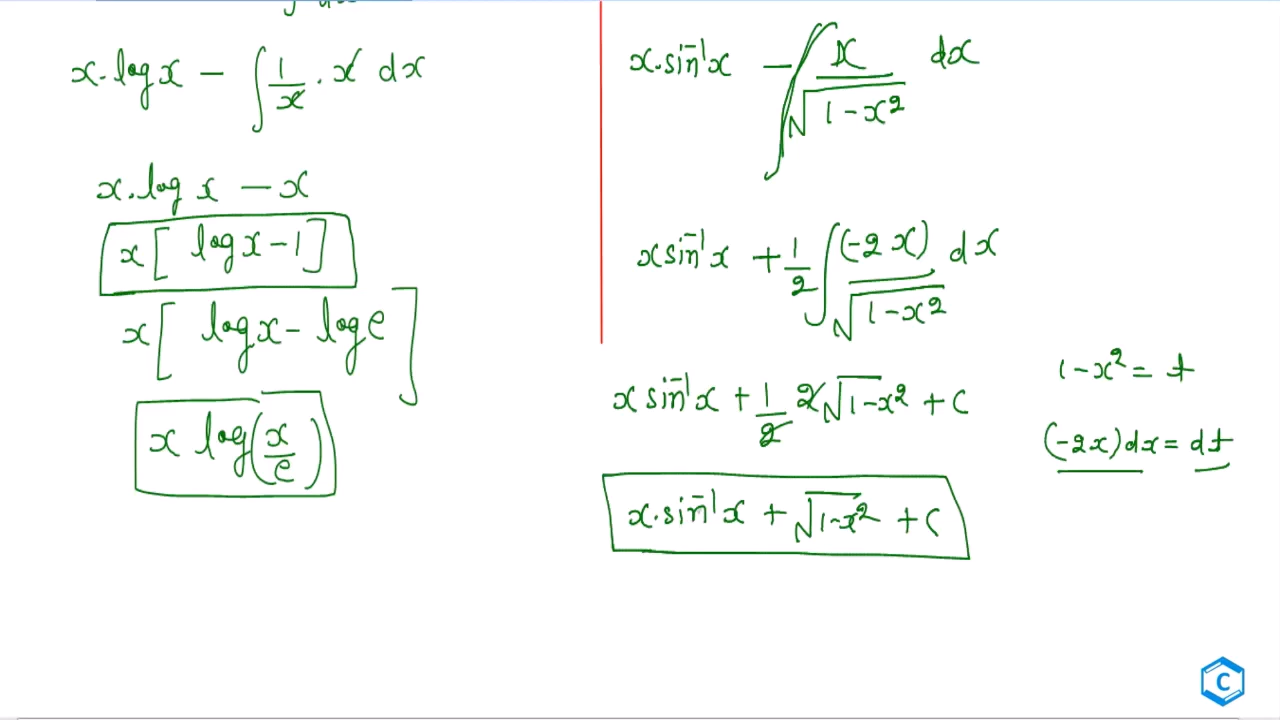 x·log x − ∫ 1/x · x dx
x·log x − x
x[ log x − 1 ]
x[ log x − log e ]
x log(x/e)
x·sin⁻¹x − ∫ x/√(1−x²) dx
x sin⁻¹x + 1/2 ∫ (−2x)/√(1−x²) dx
x sin⁻¹x + 1/2 2√(1−x²) + C
x·sin⁻¹x + √(1−x²) + C
1−x² = t
(−2x)dx = dt
C